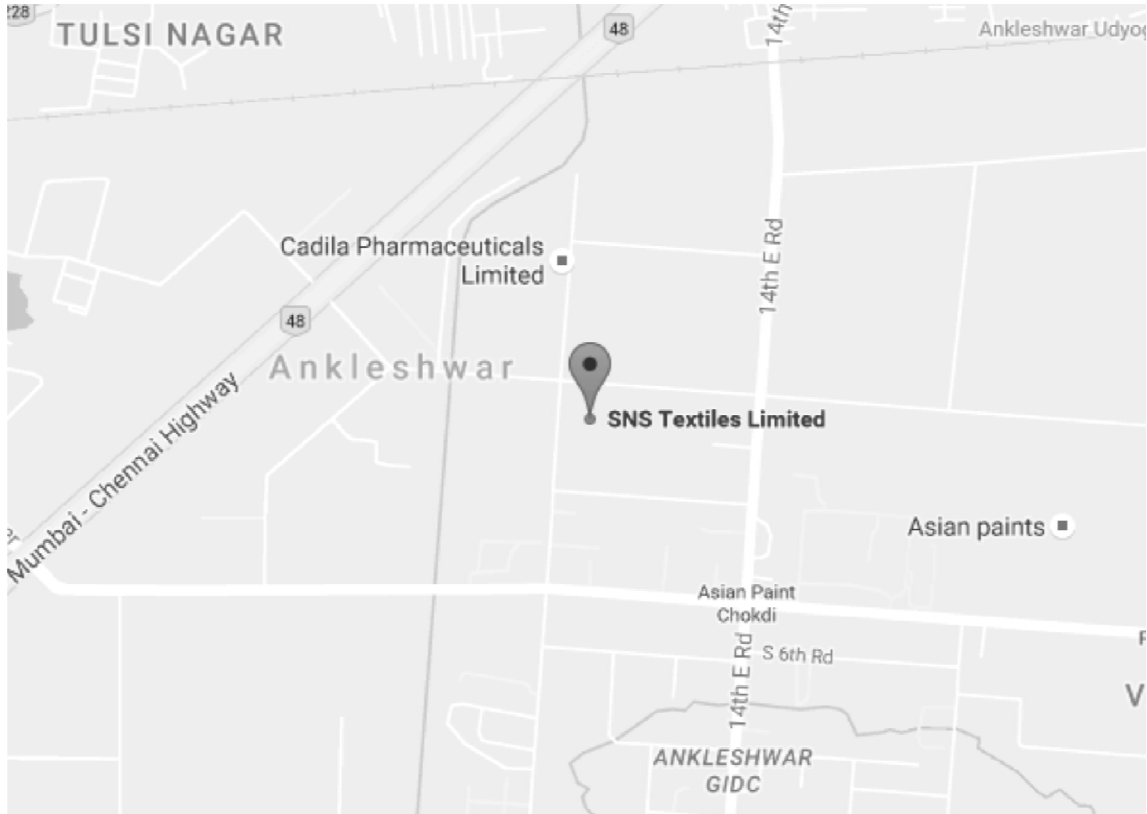 228
TULSI NAGAR
48
14th
Ankleshwar Udyog
Cadila Pharmaceuticals
Limited
14th E Rd
48
Ankleshwar
SNS Textiles Limited
Mumbai - Chennai Highway
Asian paints
Asian Paint
Chokdi
14th E Rd
S 6th Rd
ANKLESHWAR
GIDC
V